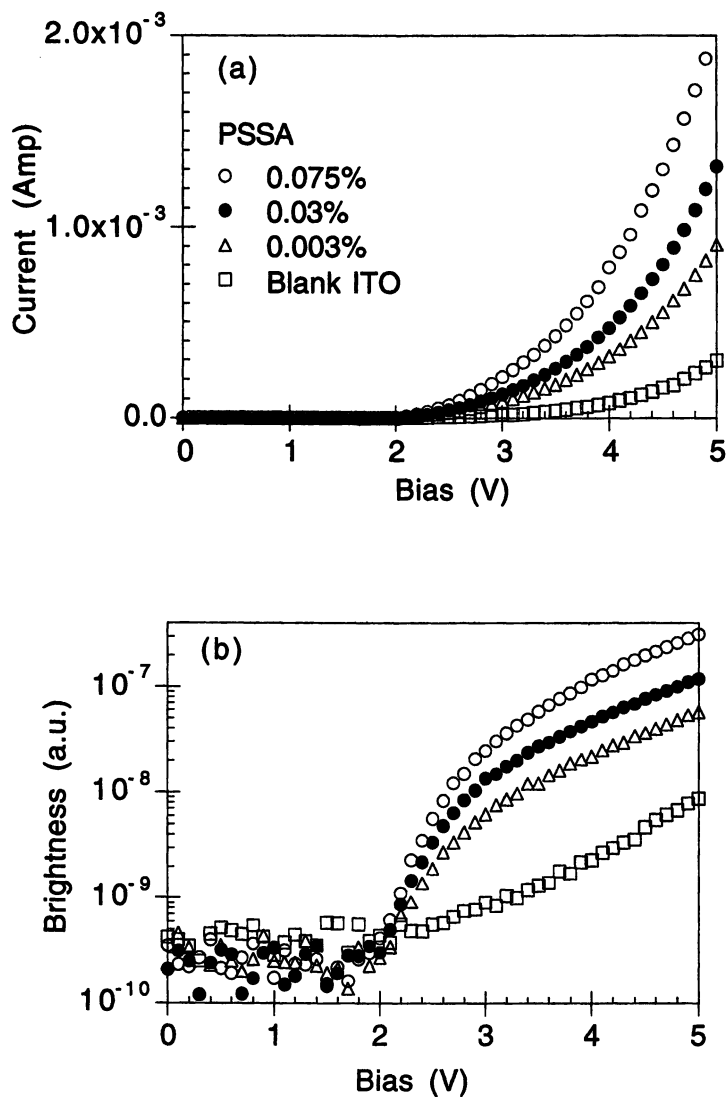 2.0x10⁻³
(a)
PSSA
○ 0.075%
● 0.03%
△ 0.003%
□ Blank ITO
1.0x10⁻³
0.0
Current (Amp)
0 1 2 3 4 5
Bias (V)
(b)
10⁻⁷
10⁻⁸
10⁻⁹
10⁻¹⁰
Brightness (a.u.)
0 1 2 3 4 5
Bias (V)